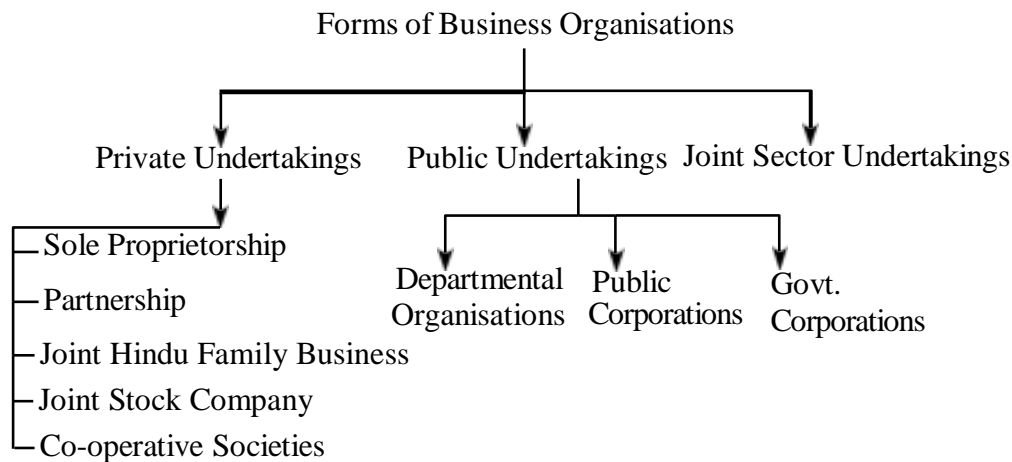 Forms of Business Organisations
Private Undertakings
Public Undertakings
Joint Sector Undertakings
Sole Proprietorship
Partnership
Joint Hindu Family Business
Joint Stock Company
Co-operative Societies
Departmental
Organisations
Public
Corporations
Govt.
Corporations